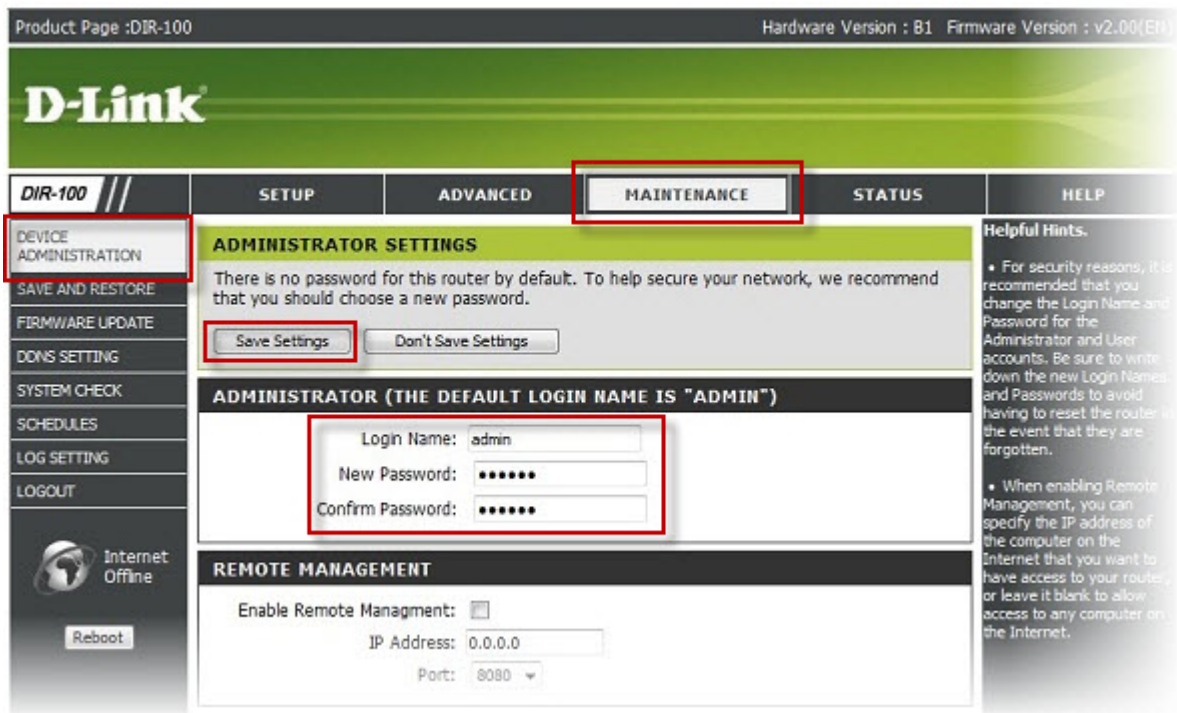 Product Page :DIR-100
Hardware Version : B1 Firmware Version : v2.00(EN)
D-Link
DIR-100
SETUP
ADVANCED
MAINTENANCE
STATUS
HELP
DEVICE
ADMINISTRATION
SAVE AND RESTORE
FIRMWARE UPDATE
DDNS SETTING
SYSTEM CHECK
SCHEDULES
LOG SETTING
LOGOUT
Internet
Offline
Reboot
ADMINISTRATOR SETTINGS
There is no password for this router by default. To help secure your network, we recommend
that you should choose a new password.
Save Settings
Don't Save Settings
ADMINISTRATOR (THE DEFAULT LOGIN NAME IS "ADMIN")
Login Name: admin
New Password: ••••••
Confirm Password: ••••••
REMOTE MANAGEMENT
Enable Remote Managment:
IP Address: 0.0.0.0
Port: 8080
Helpful Hints.
• For security reasons, it is
recommended that you
change the Login Name and
Password for the
Administrator and User
accounts. Be sure to write
down the new Login Names
and Passwords to avoid
having to reset the router in
the event that they are
forgotten.
• When enabling Remote
Management, you can
specify the IP address of
the computer on the
Internet that you want to
have access to your router,
or leave it blank to allow
access to any computer on
the Internet.